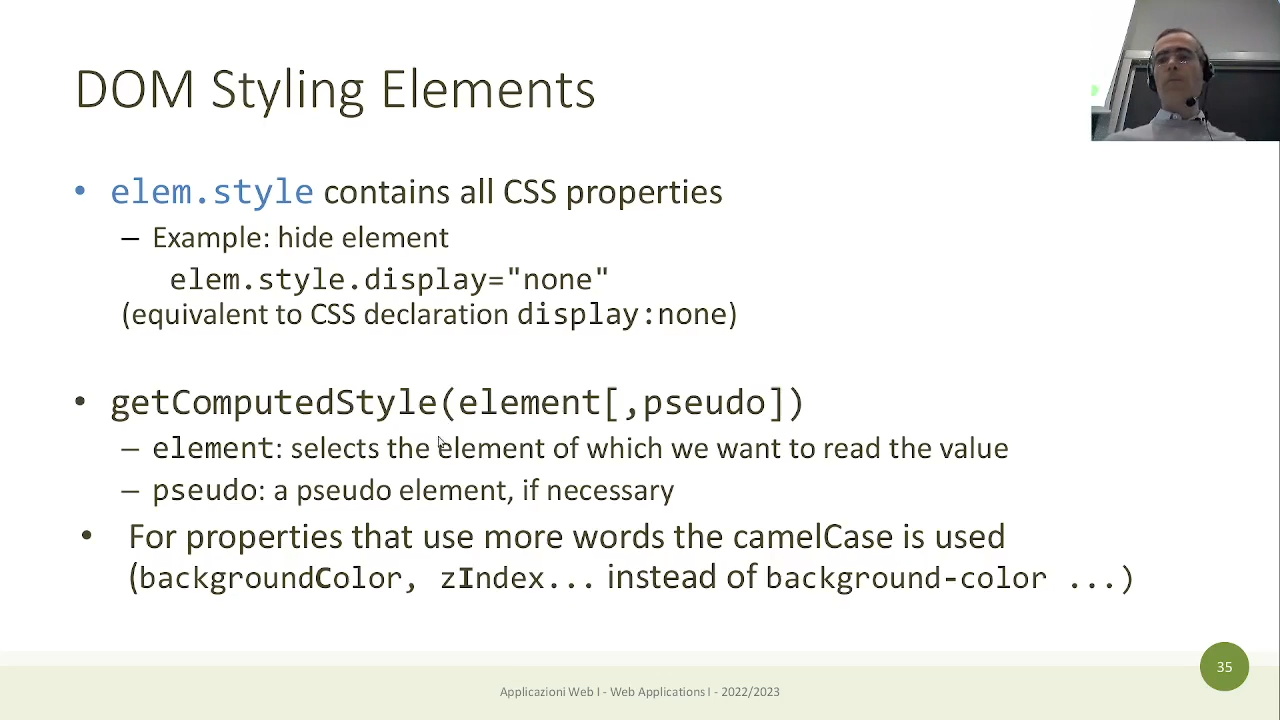 DOM Styling Elements
• elem.style contains all CSS properties
– Example: hide element
elem.style.display="none"
(equivalent to CSS declaration display:none)
• getComputedStyle(element[,pseudo])
– element: selects the element of which we want to read the value
– pseudo: a pseudo element, if necessary
• For properties that use more words the camelCase is used
(backgroundColor, zIndex... instead of background-color ...)
35
Applicazioni Web I - Web Applications I - 2022/2023